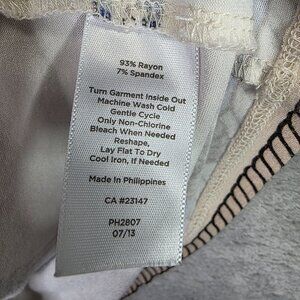 93% Rayon
7% Spandex
Turn Garment Inside Out
Machine Wash Cold
Gentle Cycle
Only Non-Chlorine
Bleach When Needed
Reshape,
Lay Flat To Dry
Cool Iron, If Needed
Made In Philippines
CA #23147
PH2807
07/13